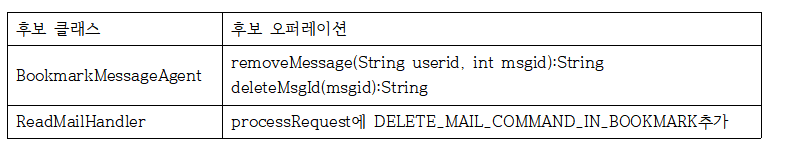 후보 클래스 후보 오퍼레이션
BookmarkMessageAgent removeMessage(String userid, int msgid):String
deleteMsgId(msgid):String
ReadMailHandler processRequest에 DELETE_MAIL_COMMAND_IN_BOOKMARK추가